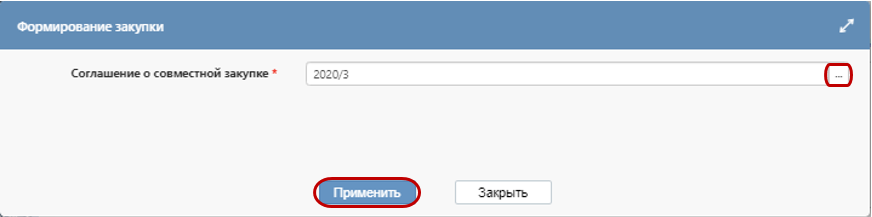 Формирование закупки
Соглашение о совместной закупке * 2020/3 ...
Применить Закрыть